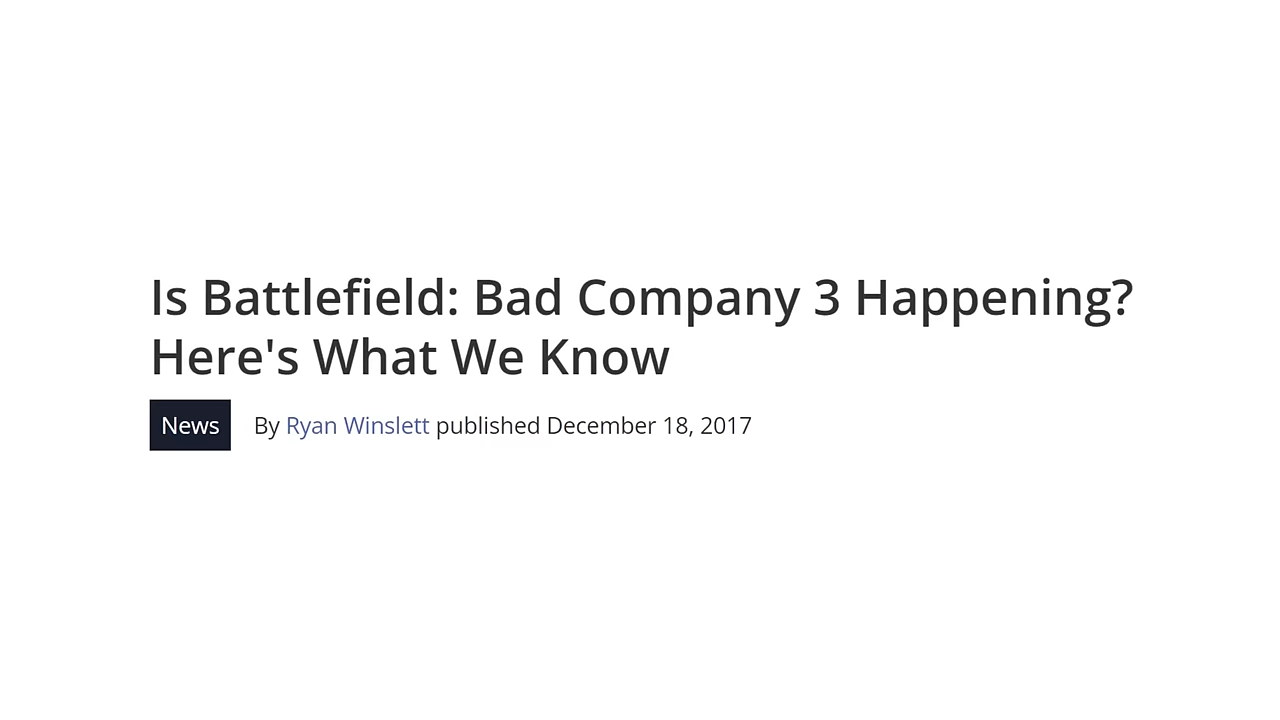 Is Battlefield: Bad Company 3 Happening?
Here's What We Know
News By Ryan Winslett published December 18, 2017